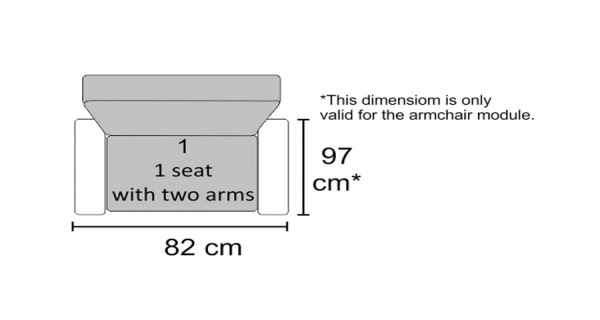 *This dimensiom is only
valid for the armchair module.
1
1 seat
with two arms
97
cm*
82 cm